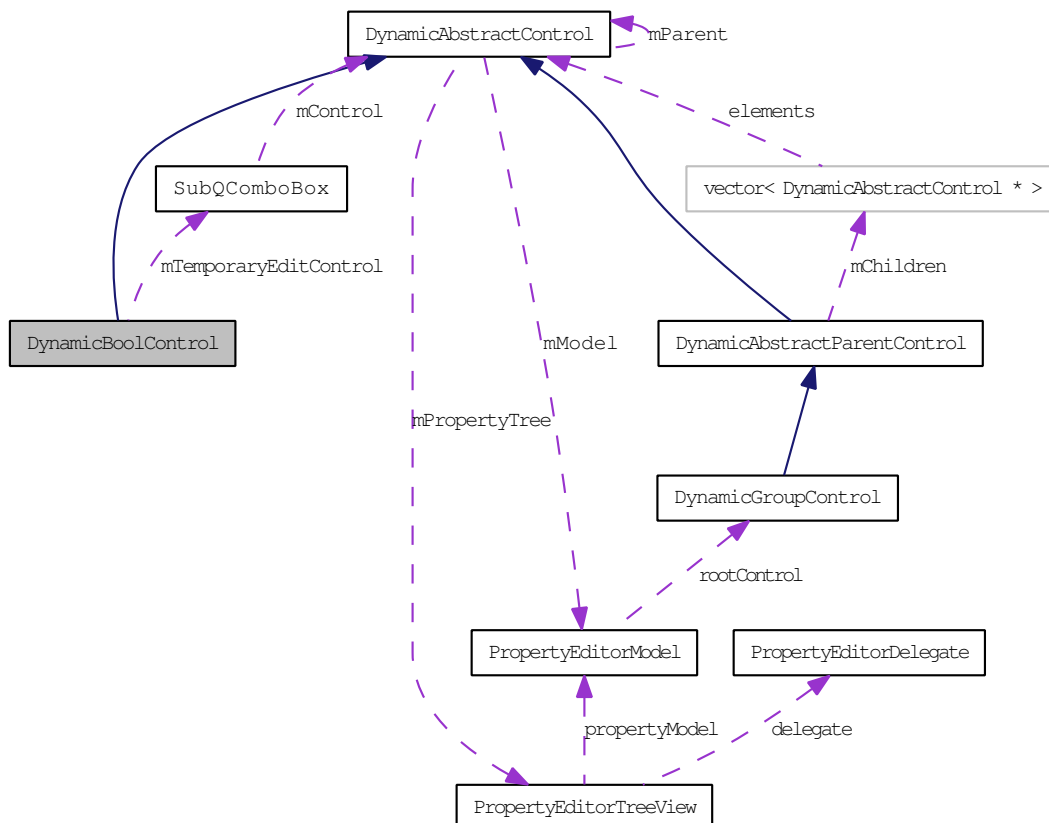 DynamicAbstractControl
mParent
mControl
elements
SubQComboBox
vector< DynamicAbstractControl * >
mTemporaryEditControl
mChildren
DynamicBoolControl
mModel
DynamicAbstractParentControl
mPropertyTree
DynamicGroupControl
rootControl
PropertyEditorModel
PropertyEditorDelegate
propertyModel
delegate
PropertyEditorTreeView